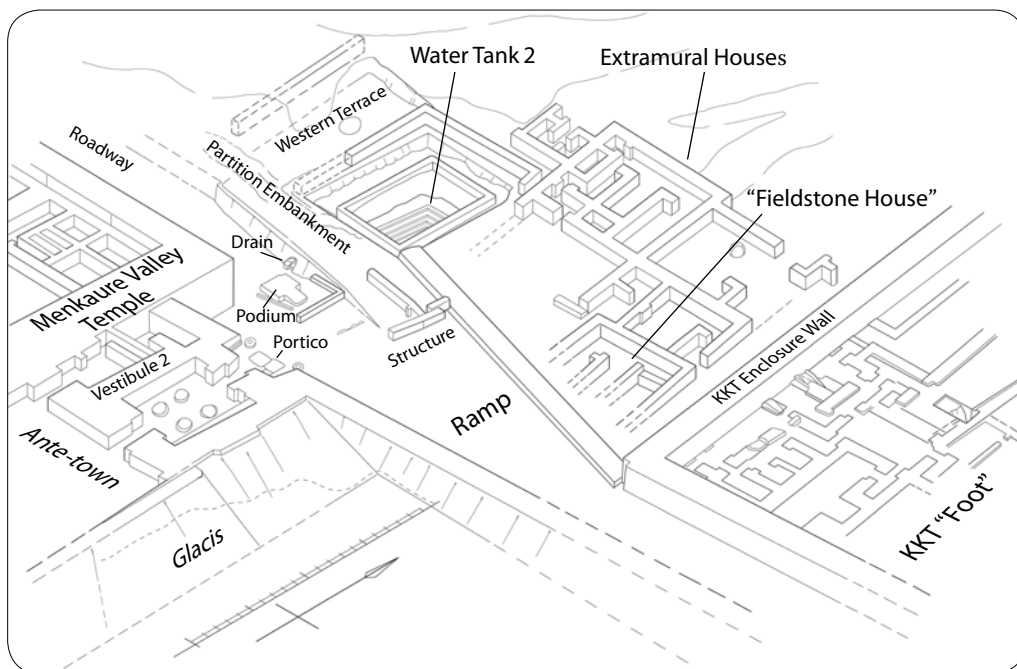 Water Tank 2
Extramural Houses
Western Terrace
Roadway
Partition Embankment
"Fieldstone House"
Drain
Menkaure Valley
Temple
Podium
Portico
Structure
Vestibule 2
KKT Enclosure Wall
Ramp
Ante-town
KKT "Foot"
Glacis